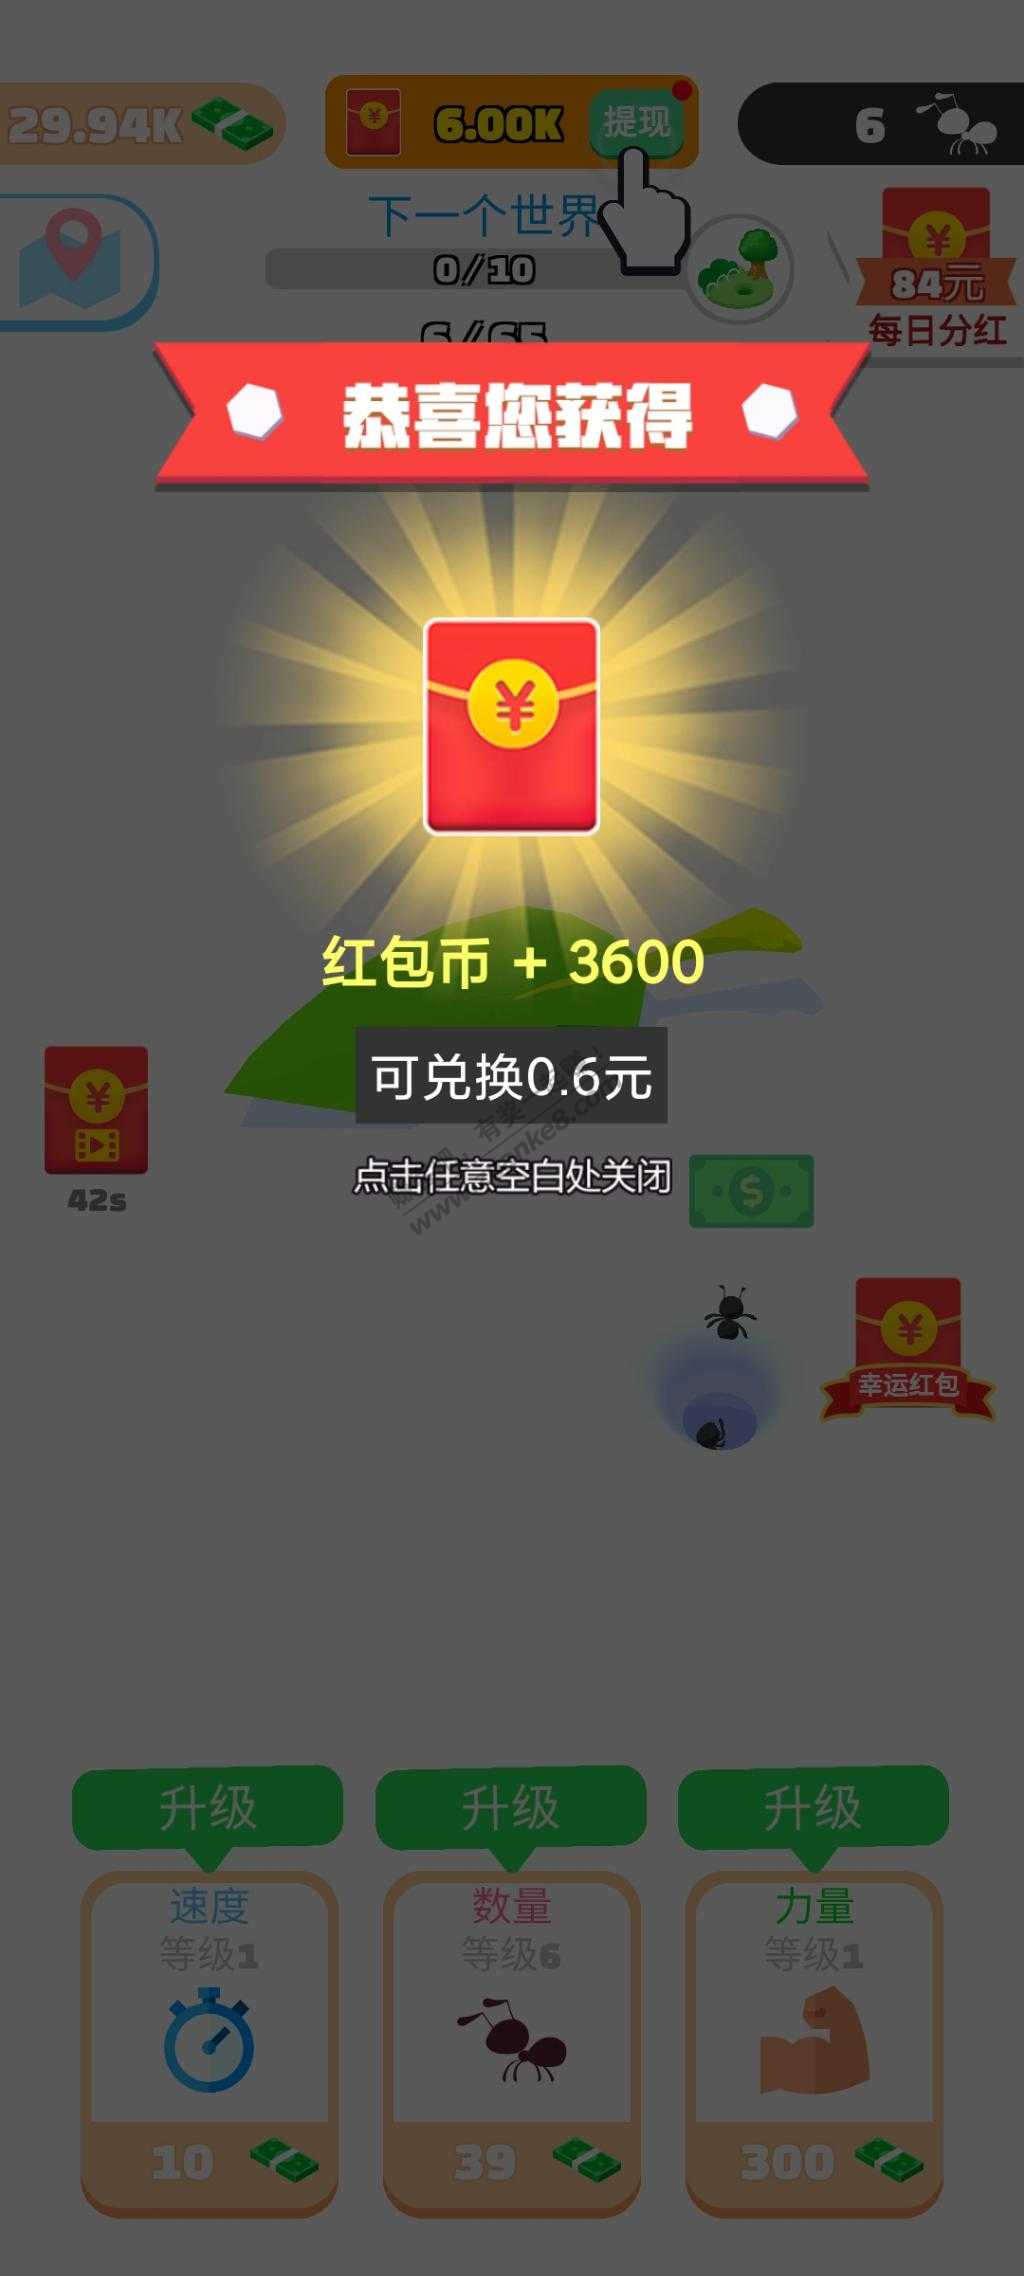 29.94K
6.00K
提现
6
下一个世界
0/10
84元
每日分红
6/65
恭喜您获得
红包币 + 3600
可兑换0.6元
点击任意空白处关闭
42s
幸运红包
升级
升级
升级
速度
等级1
数量
等级6
力量
等级1
10
39
300